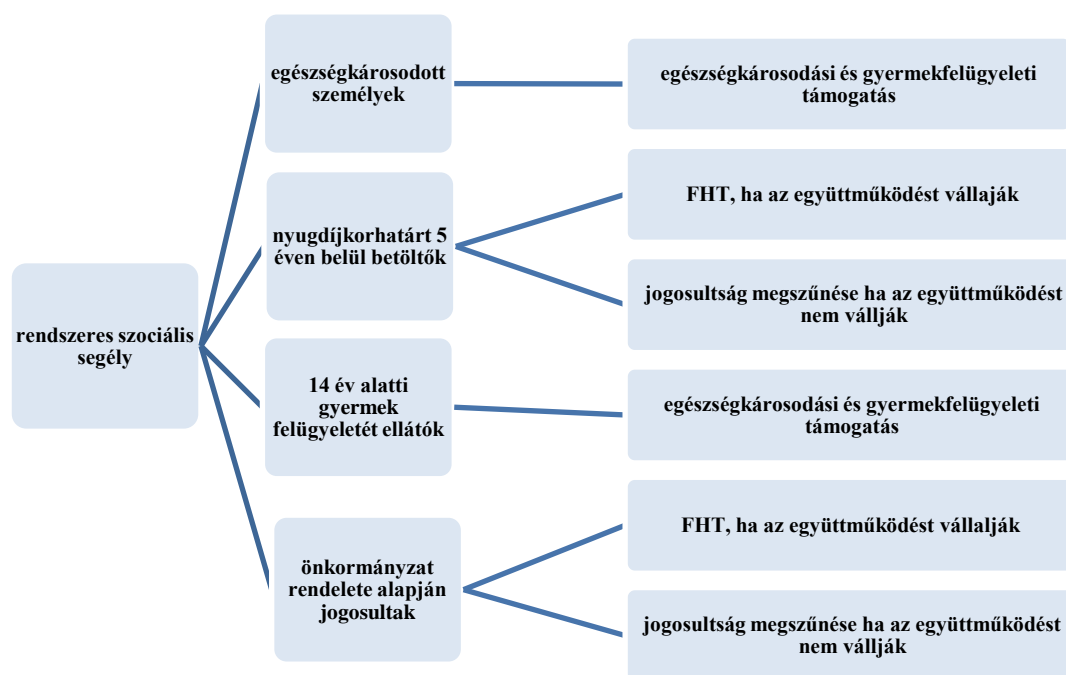 rendszeres szociális
segély
egészségkárosodott
személyek
egészségkárosodási és gyermekfelügyeleti
támogatás
nyugdíjkorhatárt 5
éven belül betöltők
FHT, ha az együttműködést vállaják
jogosultság megszűnése ha az együttműködést
nem vállják
14 év alatti
gyermek
felügyeletét ellátók
egészségkárosodási és gyermekfelügyeleti
támogatás
önkormányzat
rendelete alapján
jogosultak
FHT, ha az együttműködést vállalják
jogosultság megszűnése ha az együttműködést
nem vállják